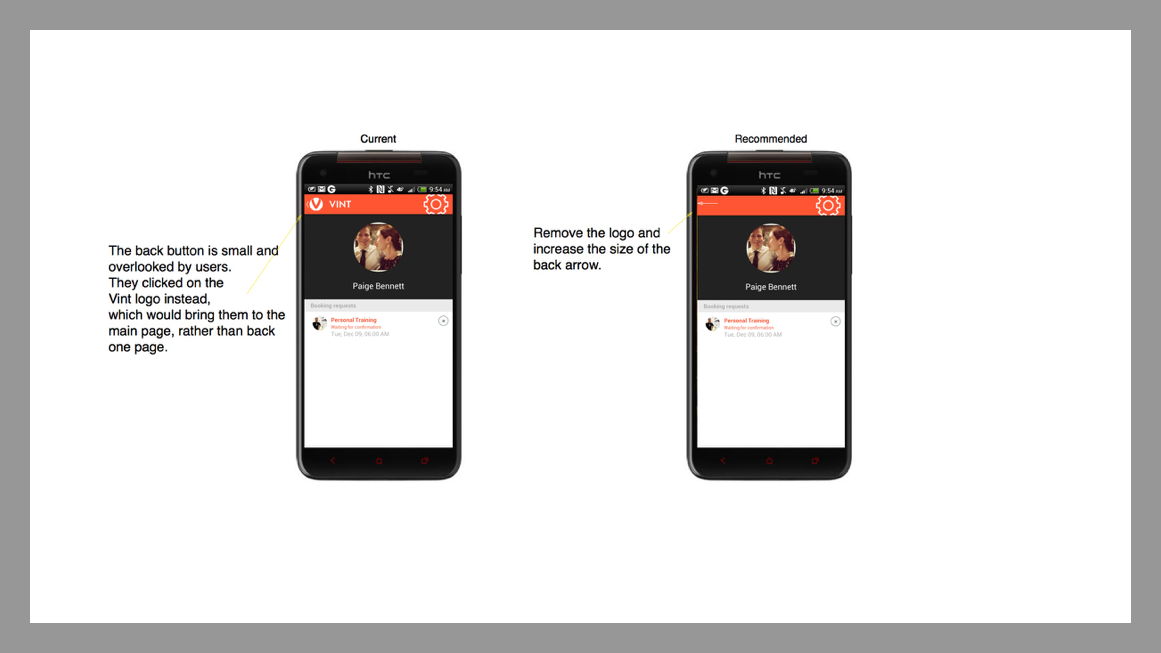 Current
hTC
9:54 AM
VINT
Paige Bennett
Booking requests
Personal Training
Waiting for confirmation
Tue, Dec 09, 06:00 AM
The back button is small and
overlooked by users.
They clicked on the
Vint logo instead,
which would bring them to the
main page, rather than back
one page.
Recommended
hTC
9:54 AM
Paige Bennett
Booking requests
Personal Training
Waiting for confirmation
Tue, Dec 09, 06:00 AM
Remove the logo and
increase the size of the
back arrow.